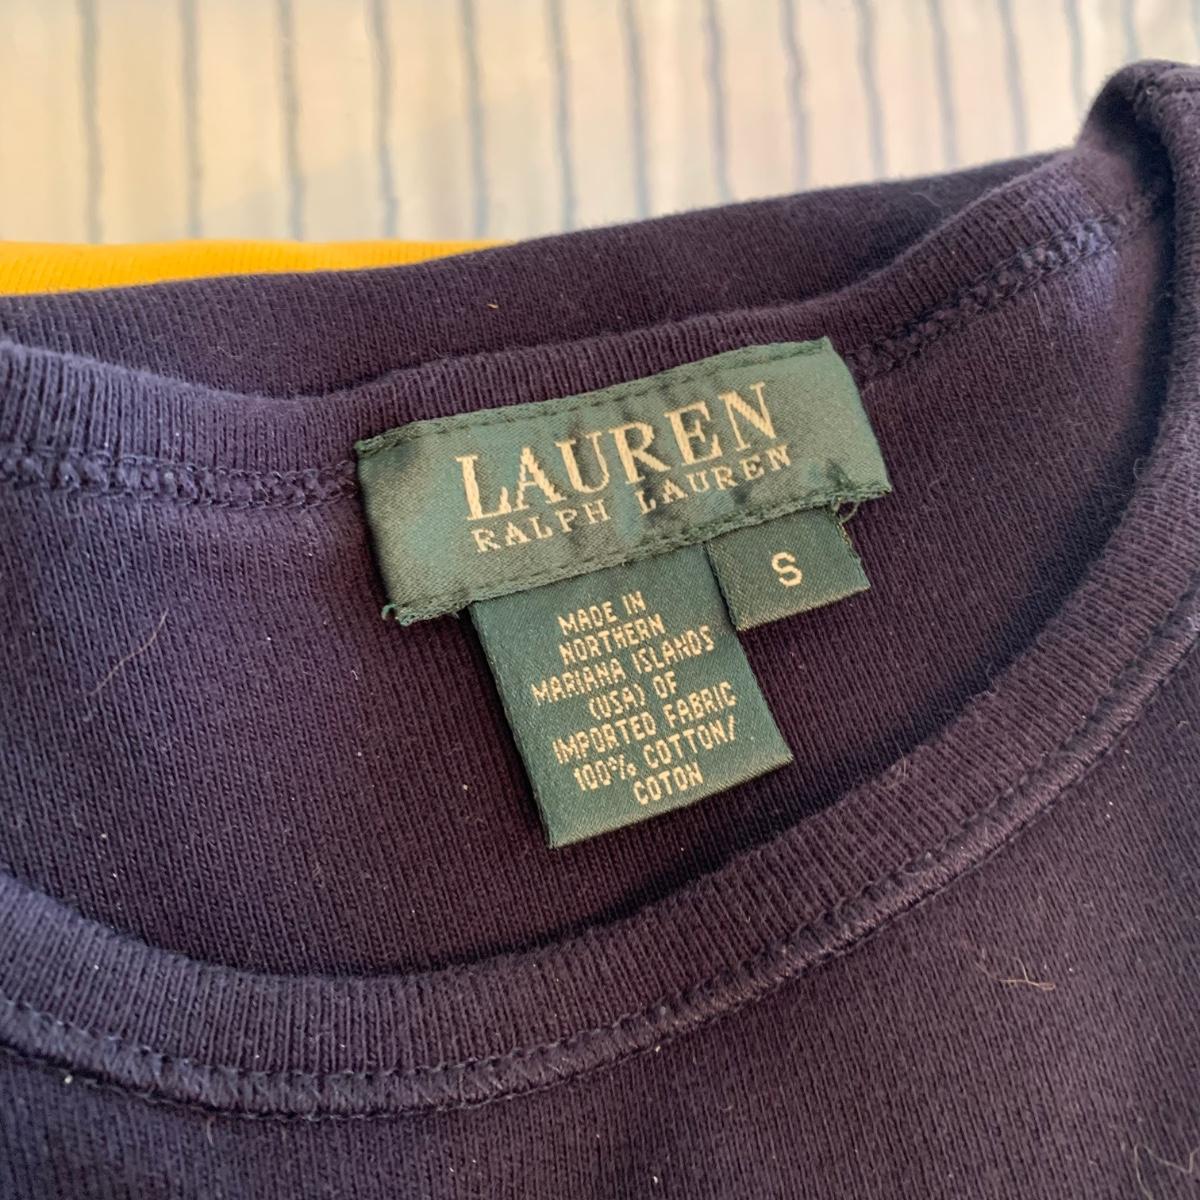 LAUREN
RALPH LAUREN
S
MADE IN
NORTHERN
MARIANA ISLANDS
(USA) OF
IMPORTED FABRIC
100% COTTON/
COTON